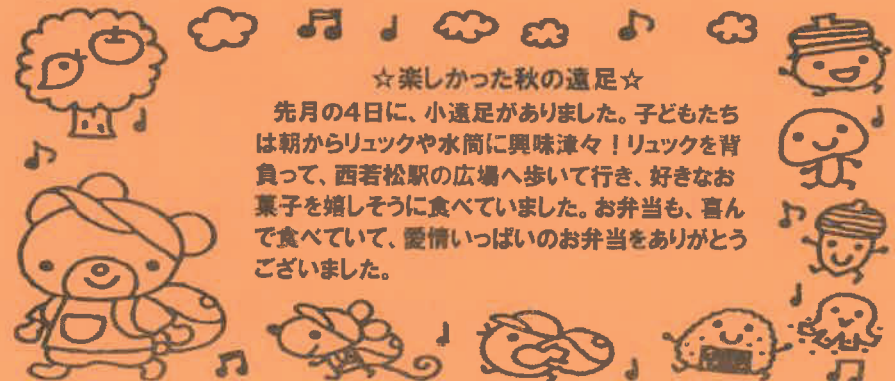 ☆楽しかった秋の遠足☆
先月の4日に、小遠足がありました。子どもたち
は朝からリュックや水筒に興味津々!リュックを背
負って、西若松駅の広場へ歩いて行き、好きなお
菓子を嬉しそうに食べていました。お弁当も、喜ん
で食べていて、愛情いっぱいのお弁当をありがとう
ございました。